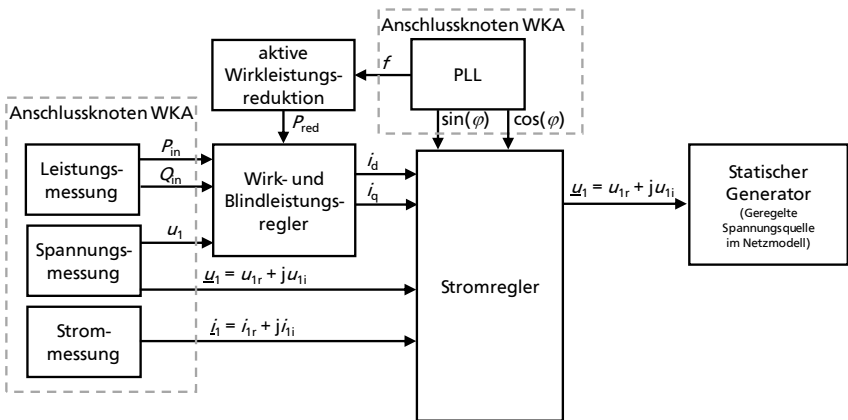 Anschlussknoten WKA
aktive
Wirkleistungs-
reduktion
f
PLL
Anschlussknoten WKA
P_red
sin(φ)
cos(φ)
Leistungs-
messung
P_in
Q_in
Wirk- und
Blindleistungs-
regler
i_d
i_q
Spannungs-
messung
u_1
u_1 = u_1r + ju_1i
Strom-
messung
i_1 = i_1r + ji_1i
Stromregler
u_1 = u_1r + ju_1i
Statischer
Generator
(Geregelte
Spannungsquelle
im Netzmodell)